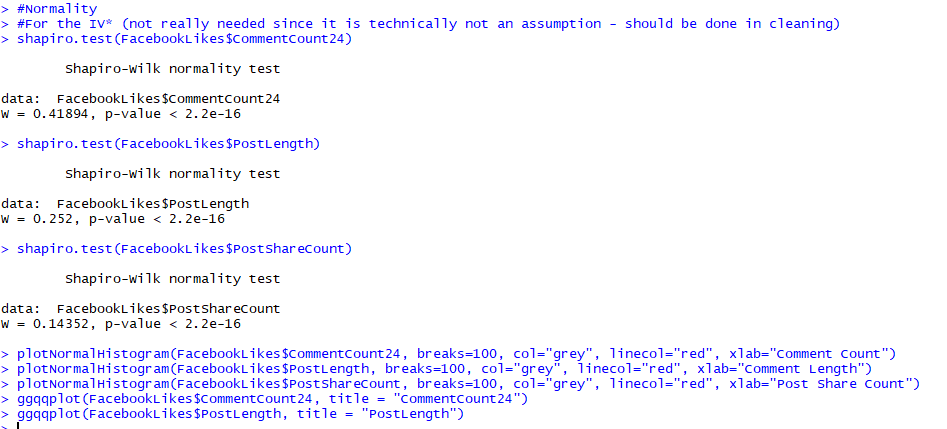 > #Normality
> #For the IV* (not really needed since it is technically not an assumption - should be done in cleaning)
> shapiro.test(FacebookLikes$CommentCount24)
Shapiro-Wilk normality test
data:  FacebookLikes$CommentCount24
W = 0.41894, p-value < 2.2e-16
> shapiro.test(FacebookLikes$PostLength)
Shapiro-Wilk normality test
data:  FacebookLikes$PostLength
W = 0.252, p-value < 2.2e-16
> shapiro.test(FacebookLikes$PostShareCount)
Shapiro-Wilk normality test
data:  FacebookLikes$PostShareCount
W = 0.14352, p-value < 2.2e-16
> plotNormalHistogram(FacebookLikes$CommentCount24, breaks=100, col="grey", linecol="red", xlab="Comment Count")
> plotNormalHistogram(FacebookLikes$PostLength, breaks=100, col="grey", linecol="red", xlab="Comment Length")
> plotNormalHistogram(FacebookLikes$PostShareCount, breaks=100, col="grey", linecol="red", xlab="Post Share Count")
> ggqqplot(FacebookLikes$CommentCount24, title = "CommentCount24")
> ggqqplot(FacebookLikes$PostLength, title = "PostLength")
>